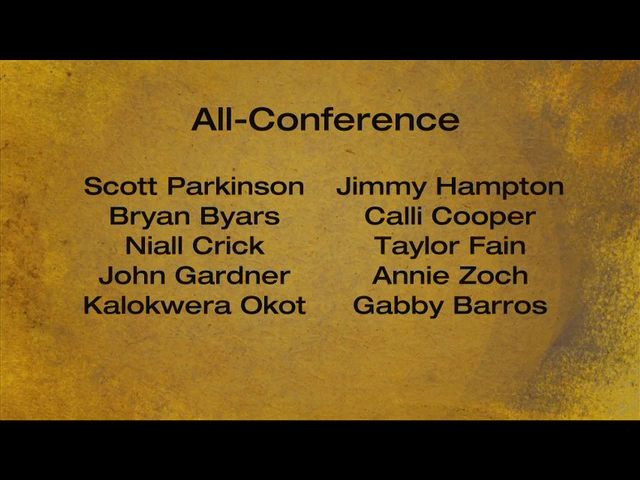 All-Conference
Scott Parkinson
Bryan Byars
Niall Crick
John Gardner
Kalokwera Okot
Jimmy Hampton
Calli Cooper
Taylor Fain
Annie Zoch
Gabby Barros